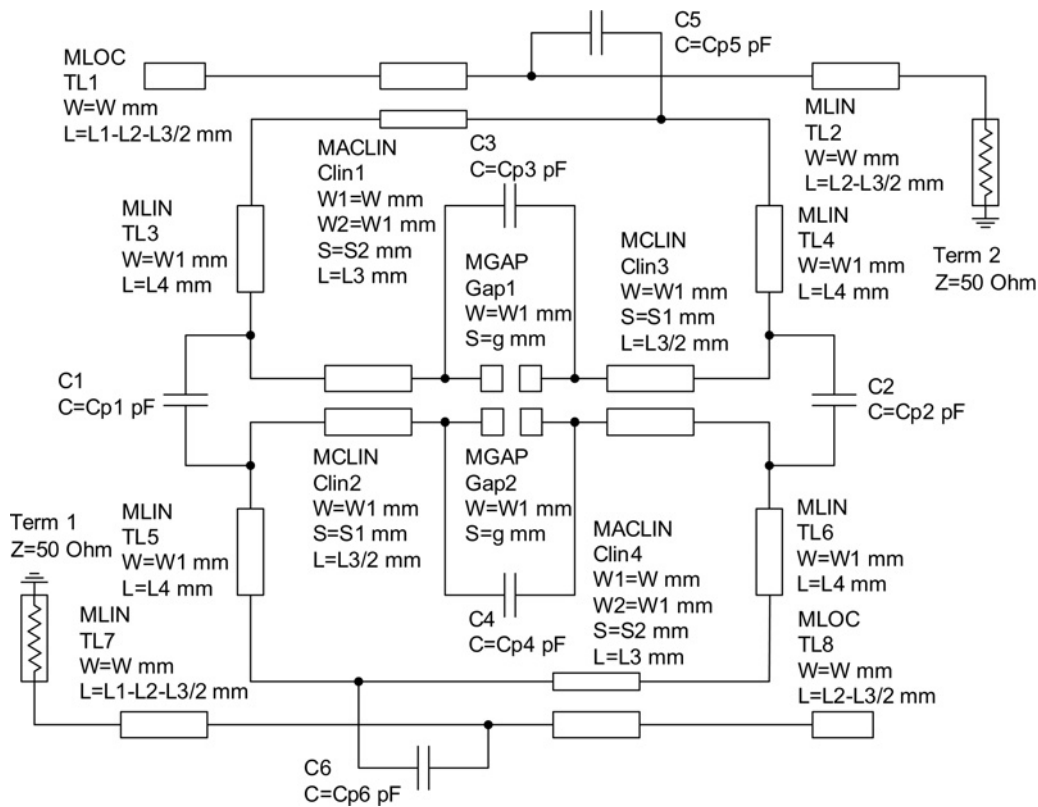 C5
C=Cp5 pF
MLOC
TL1
W=W mm
L=L1-L2-L3/2 mm
MLIN
TL2
W=W mm
L=L2-L3/2 mm
C3
C=Cp3 pF
MACLIN
Clin1
W1=W mm
W2=W1 mm
S=S2 mm
L=L3 mm
MLIN
TL3
W=W1 mm
L=L4 mm
MLIN
TL4
W=W1 mm
L=L4 mm
Term 2
Z=50 Ohm
MGAP
Gap1
W=W1 mm
S=g mm
MCLIN
Clin3
W=W1 mm
S=S1 mm
L=L3/2 mm
C1
C=Cp1 pF
C2
C=Cp2 pF
MCLIN
Clin2
W=W1 mm
S=S1 mm
L=L3/2 mm
MGAP
Gap2
W=W1 mm
S=g mm
Term 1
Z=50 Ohm
MLIN
TL5
W=W1 mm
L=L4 mm
MACLIN
Clin4
W1=W mm
W2=W1 mm
S=S2 mm
L=L3 mm
MLIN
TL6
W=W1 mm
L=L4 mm
C4
C=Cp4 pF
MLIN
TL7
W=W mm
L=L1-L2-L3/2 mm
MLOC
TL8
W=W mm
L=L2-L3/2 mm
C6
C=Cp6 pF